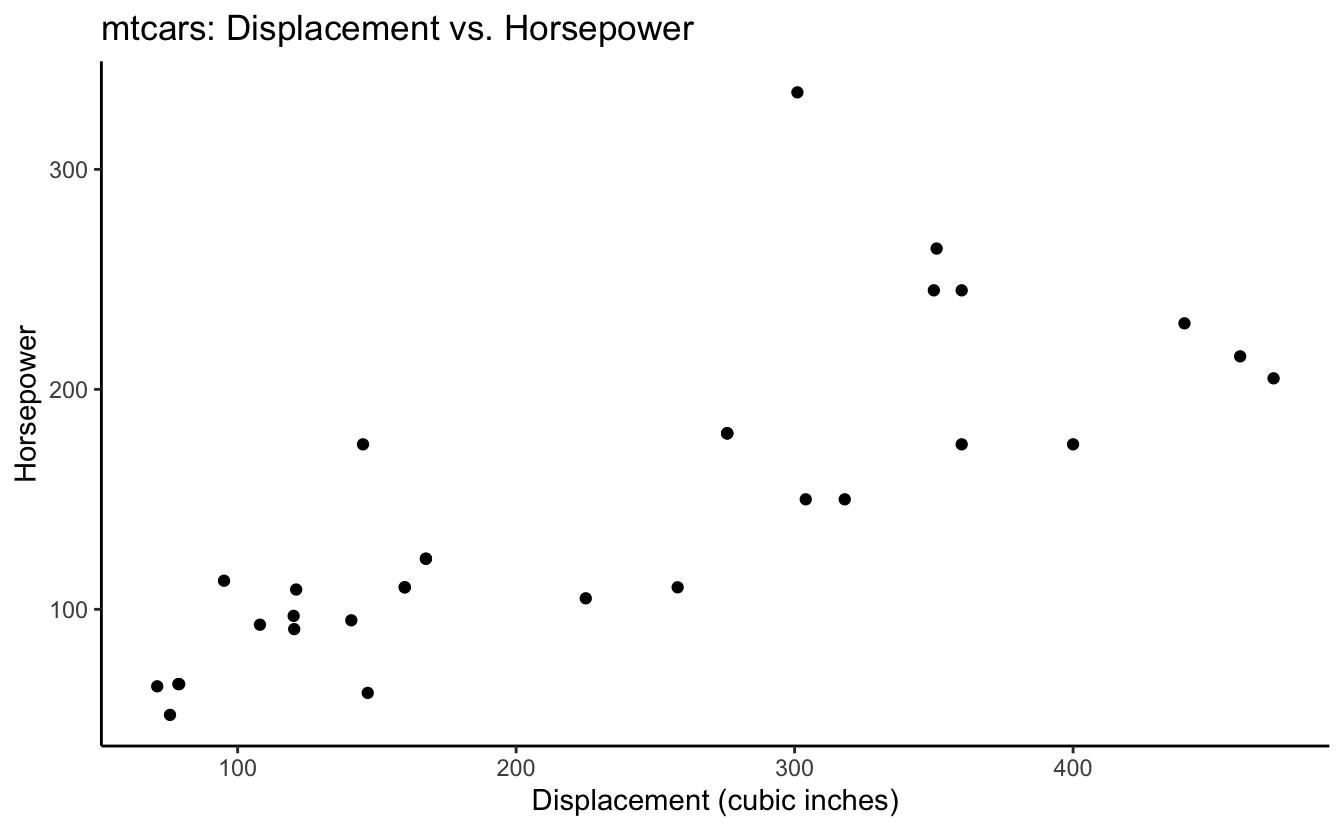 mtcars: Displacement vs. Horsepower
300
200
100
Horsepower
100 200 300 400
Displacement (cubic inches)